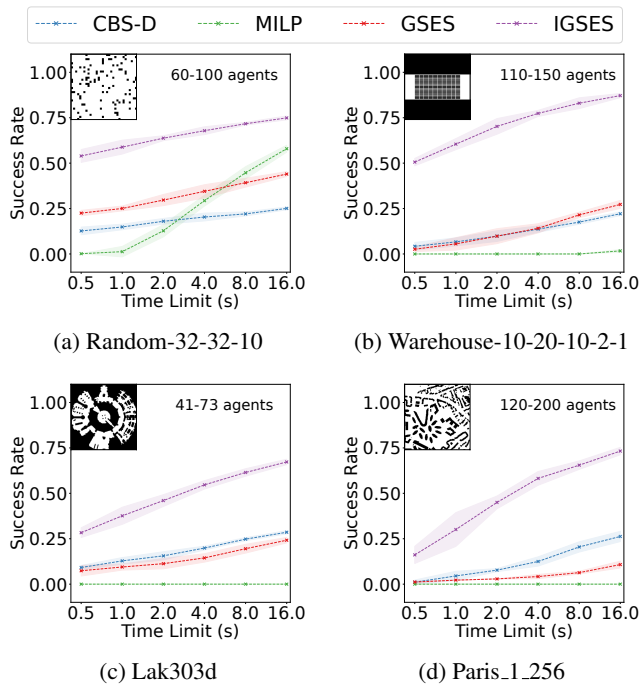 CBS-D MILP GSES IGSES
60-100 agents
1.00
0.75
0.50
0.25
0.00
Success Rate
0.5 1.0 2.0 4.0 8.0 16.0
Time Limit (s)
(a) Random-32-32-10
110-150 agents
1.00
0.75
0.50
0.25
0.00
Success Rate
0.5 1.0 2.0 4.0 8.0 16.0
Time Limit (s)
(b) Warehouse-10-20-10-2-1
41-73 agents
1.00
0.75
0.50
0.25
0.00
Success Rate
0.5 1.0 2.0 4.0 8.0 16.0
Time Limit (s)
(c) Lak303d
120-200 agents
1.00
0.75
0.50
0.25
0.00
Success Rate
0.5 1.0 2.0 4.0 8.0 16.0
Time Limit (s)
(d) Paris_1_256